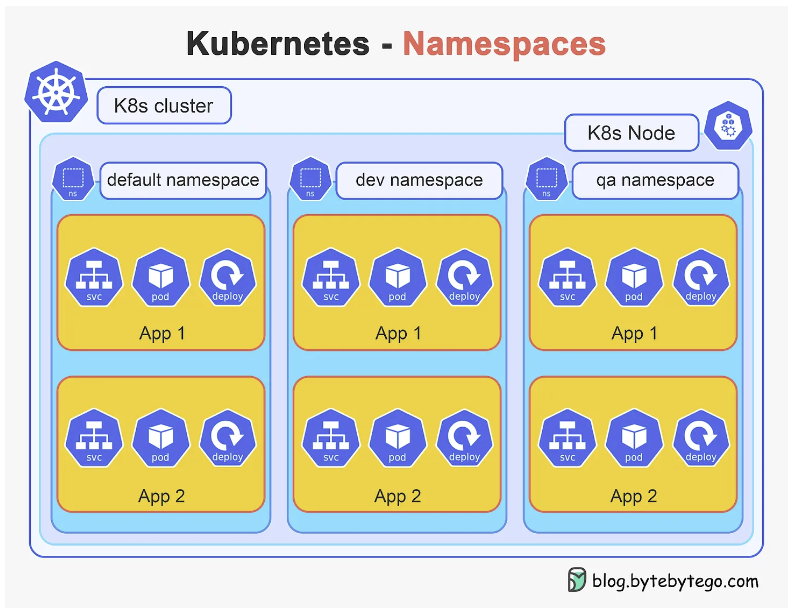 Kubernetes - Namespaces
K8s cluster
K8s Node
default namespace
dev namespace
qa namespace
ns
ns
ns
svc pod deploy
svc pod deploy
svc pod deploy
App 1
App 1
App 1
svc pod deploy
svc pod deploy
svc pod deploy
App 2
App 2
App 2
blog.bytebytego.com